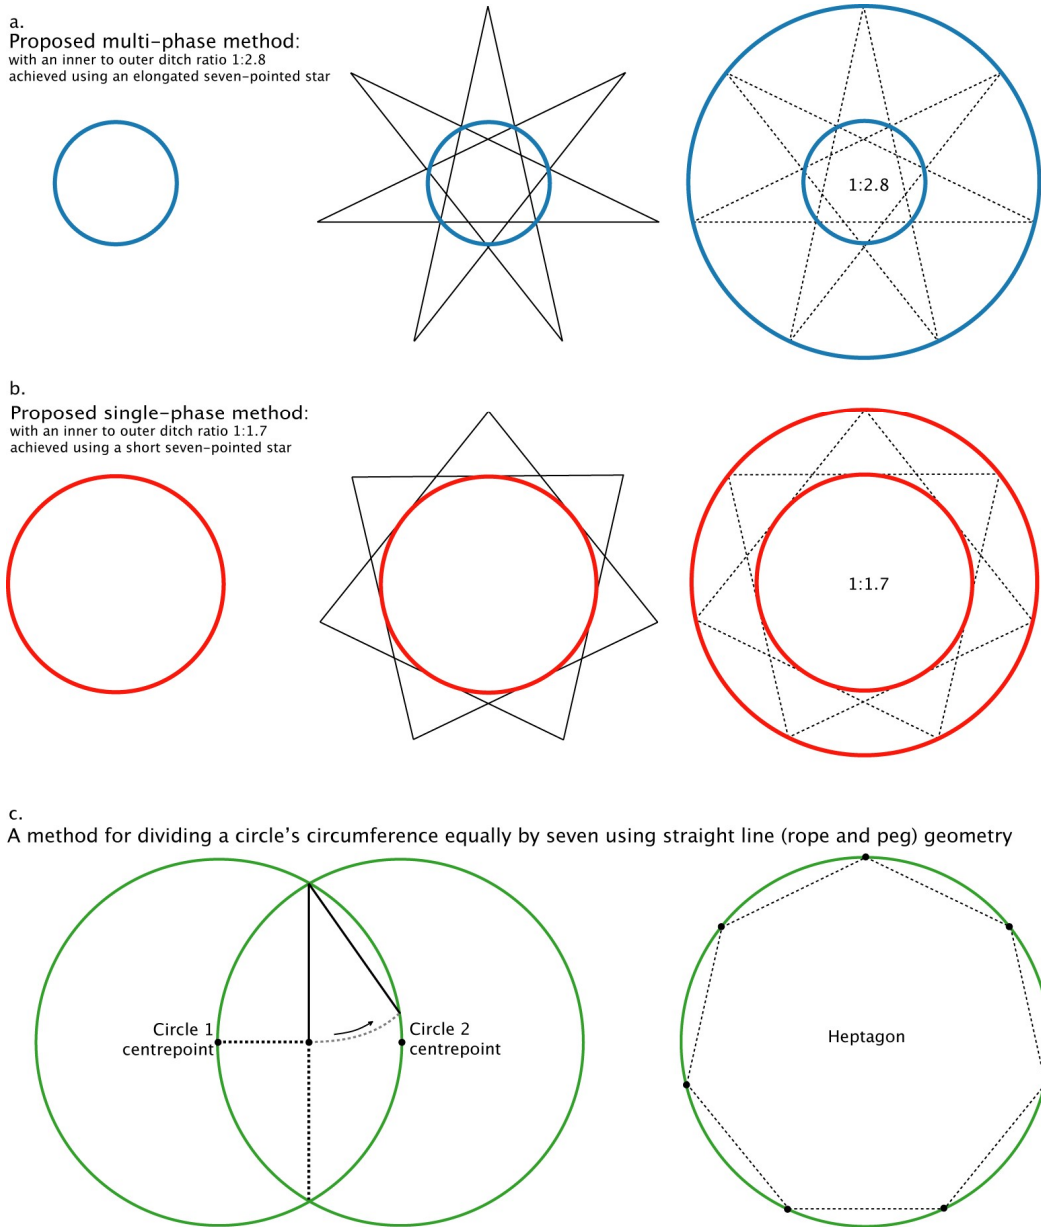 a.
Proposed multi-phase method:
with an inner to outer ditch ratio 1:2.8
achieved using an elongated seven-pointed star
1:2.8
b.
Proposed single-phase method:
with an inner to outer ditch ratio 1:1.7
achieved using a short seven-pointed star
1:1.7
c.
A method for dividing a circle’s circumference equally by seven using straight line (rope and peg) geometry
Circle 1
centrepoint
Circle 2
centrepoint
Heptagon